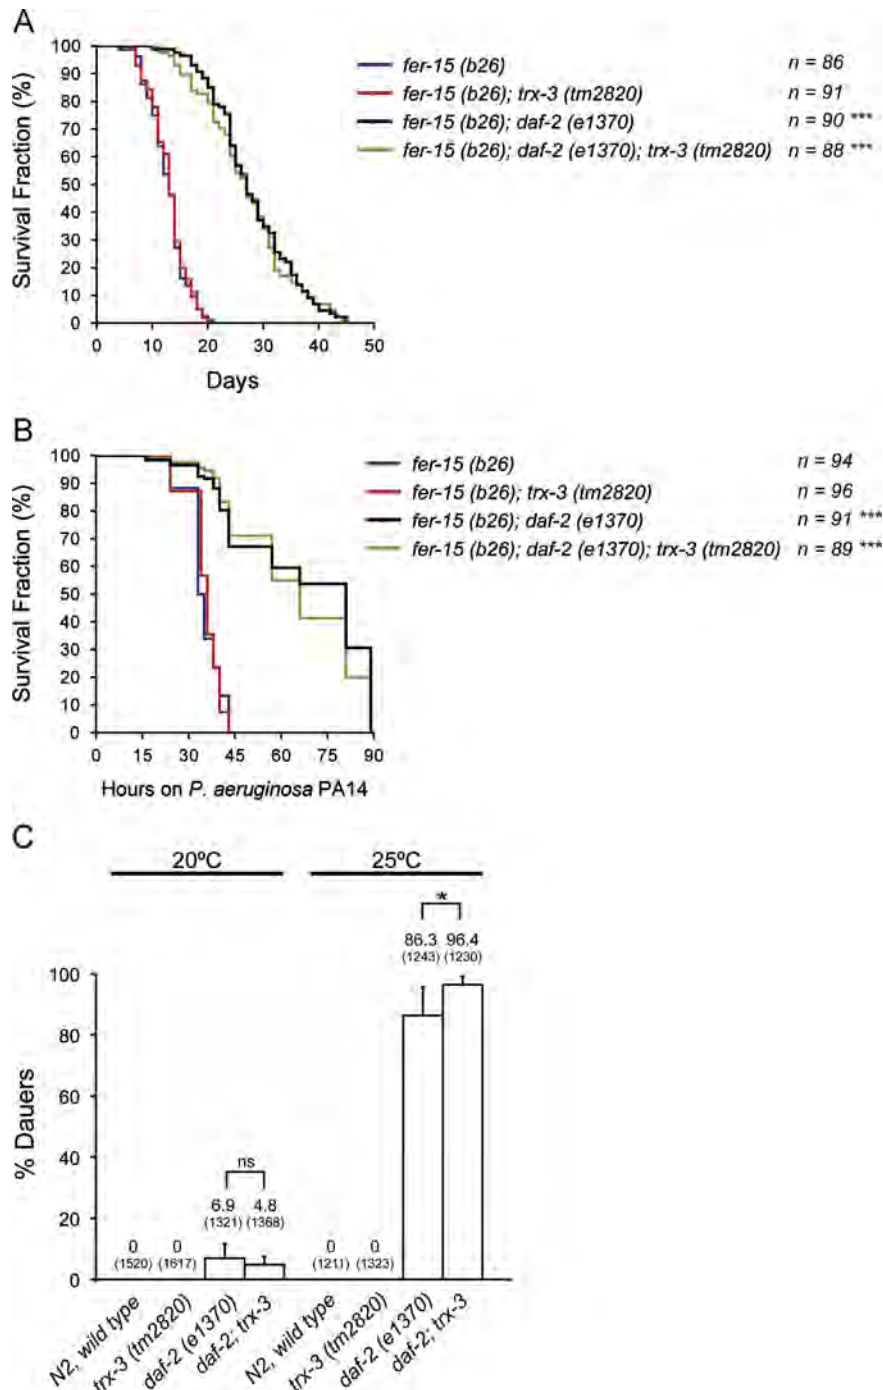 A
100
90
80
70
60
50
40
30
20
10
0
Survival Fraction (%)
0 10 20 30 40 50
Days
fer-15 (b26) n = 86
fer-15 (b26); trx-3 (tm2820) n = 91
fer-15 (b26); daf-2 (e1370) n = 90 ***
fer-15 (b26); daf-2 (e1370); trx-3 (tm2820) n = 88 ***
B
100
90
80
70
60
50
40
30
20
10
0
Survival Fraction (%)
0 15 30 45 60 75 90
Hours on P. aeruginosa PA14
fer-15 (b26) n = 94
fer-15 (b26); trx-3 (tm2820) n = 96
fer-15 (b26); daf-2 (e1370) n = 91 ***
fer-15 (b26); daf-2 (e1370); trx-3 (tm2820) n = 89 ***
C
20ºC 25ºC
*
86.3 96.4
(1243) (1230)
100
80
60
40
20
0
% Dauers
ns
6.9 4.8
(1321) (1368)
0 0 0 0
(1520) (1617) (1211) (1323)
N2, wild type
trx-3 (tm2820)
daf-2 (e1370)
daf-2; trx-3
N2, wild type
trx-3 (tm2820)
daf-2 (e1370)
daf-2; trx-3